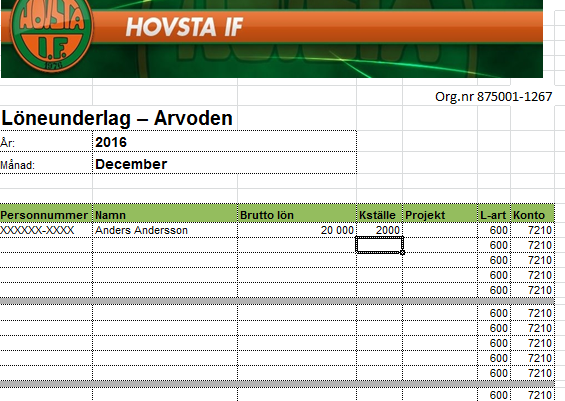 HOVSTA
I.F.
1926
HOVSTA IF
Org.nr 875001-1267
Löneunderlag – Arvoden
År: 2016
Månad: December
Personnummer Namn Brutto lön Kställe Projekt L-art Konto
XXXXXX-XXXX Anders Andersson 20 000 2000 600 7210
600 7210
600 7210
600 7210
600 7210
600 7210
600 7210
600 7210
600 7210
600 7210
600 7210